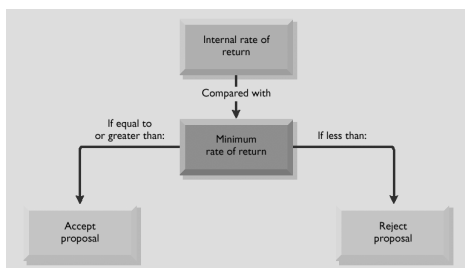 Internal rate of
return
Compared with
If equal to
or greater than:
Minimum
rate of return
If less than:
Accept
proposal
Reject
proposal